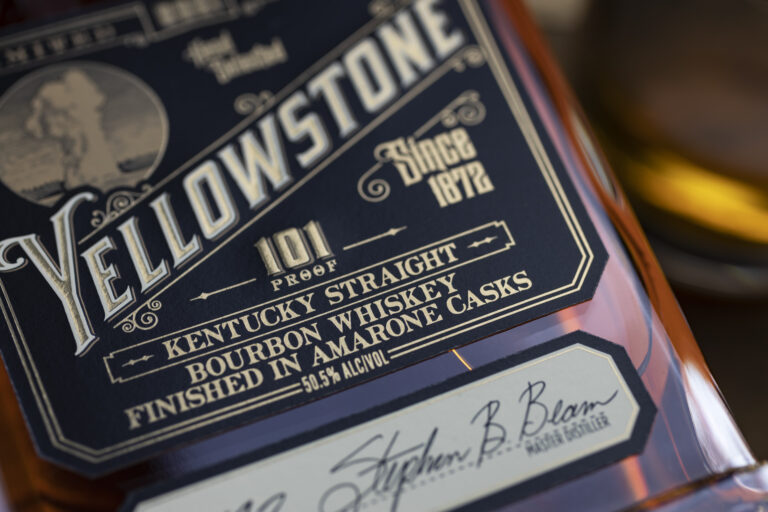 Hand
Selected
YELLOWSTONE
Since
1872
101
PROOF
KENTUCKY STRAIGHT
BOURBON WHISKEY
FINISHED IN AMARONE CASKS
50.5% ALC/VOL
Stephen B Beam
MASTER DISTILLER